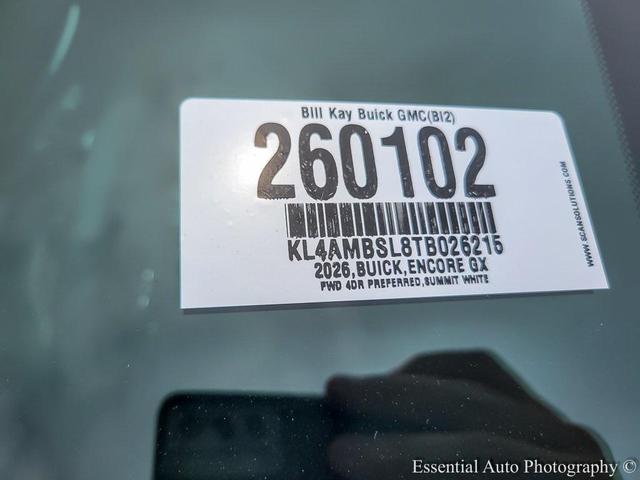 Bill Kay Buick GMC(BI2)
260102
KL4AMBSL8TB026215
2026,BUICK,ENCORE GX
FWD 4DR PREFERRED,SUMMIT WHITE
WWW.SCANSOLUTIONS.COM
Essential Auto Photography ©